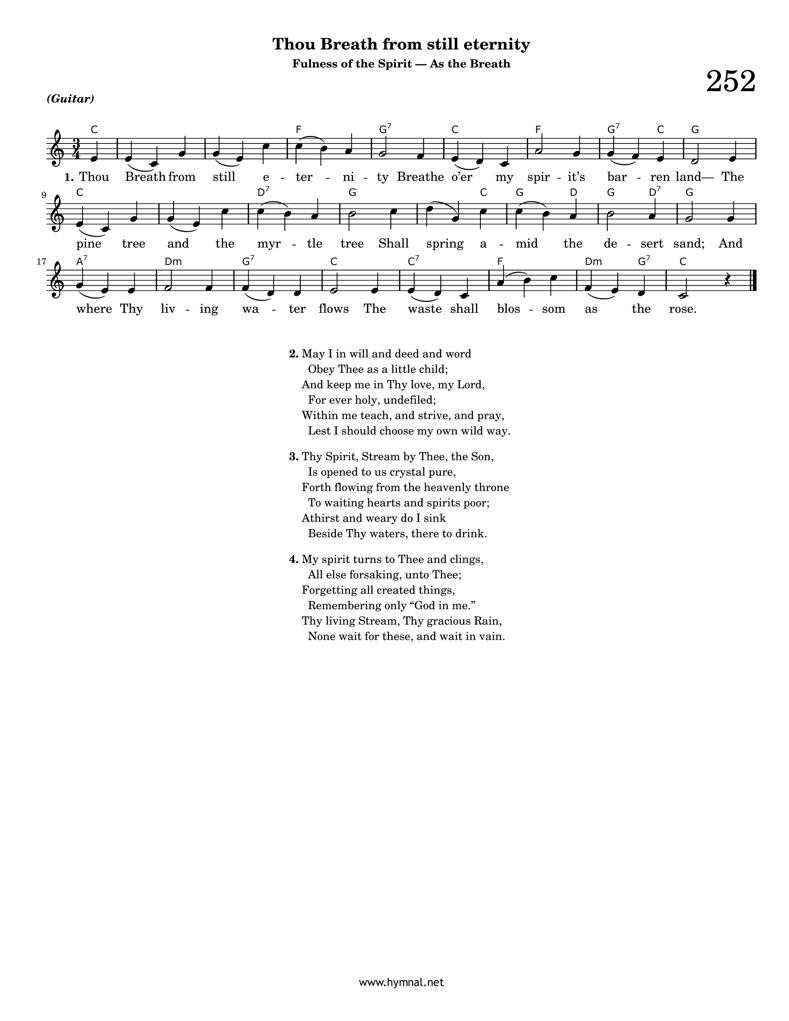 Thou Breath from still eternity
Fulness of the Spirit — As the Breath
252
(Guitar)
C F G7 C F G7 C G
3 4
1. Thou Breath from still e - ter - ni - ty Breathe o'er my spir - it's bar - ren land— The
9
C D7 G C G D G D7 G
pine tree and the myr - tle tree Shall spring a - mid the de - sert sand; And
17
A7 Dm G7 C C7 F Dm G7 C
where Thy liv - ing wa - ter flows The waste shall blos - som as the rose.
2. May I in will and deed and word
Obey Thee as a little child;
And keep me in Thy love, my Lord,
For ever holy, undefiled;
Within me teach, and strive, and pray,
Lest I should choose my own wild way.
3. Thy Spirit, Stream by Thee, the Son,
Is opened to us crystal pure,
Forth flowing from the heavenly throne
To waiting hearts and spirits poor;
Athirst and weary do I sink
Beside Thy waters, there to drink.
4. My spirit turns to Thee and clings,
All else forsaking, unto Thee;
Forgetting all created things,
Remembering only “God in me.”
Thy living Stream, Thy gracious Rain,
None wait for these, and wait in vain.
www.hymnal.net